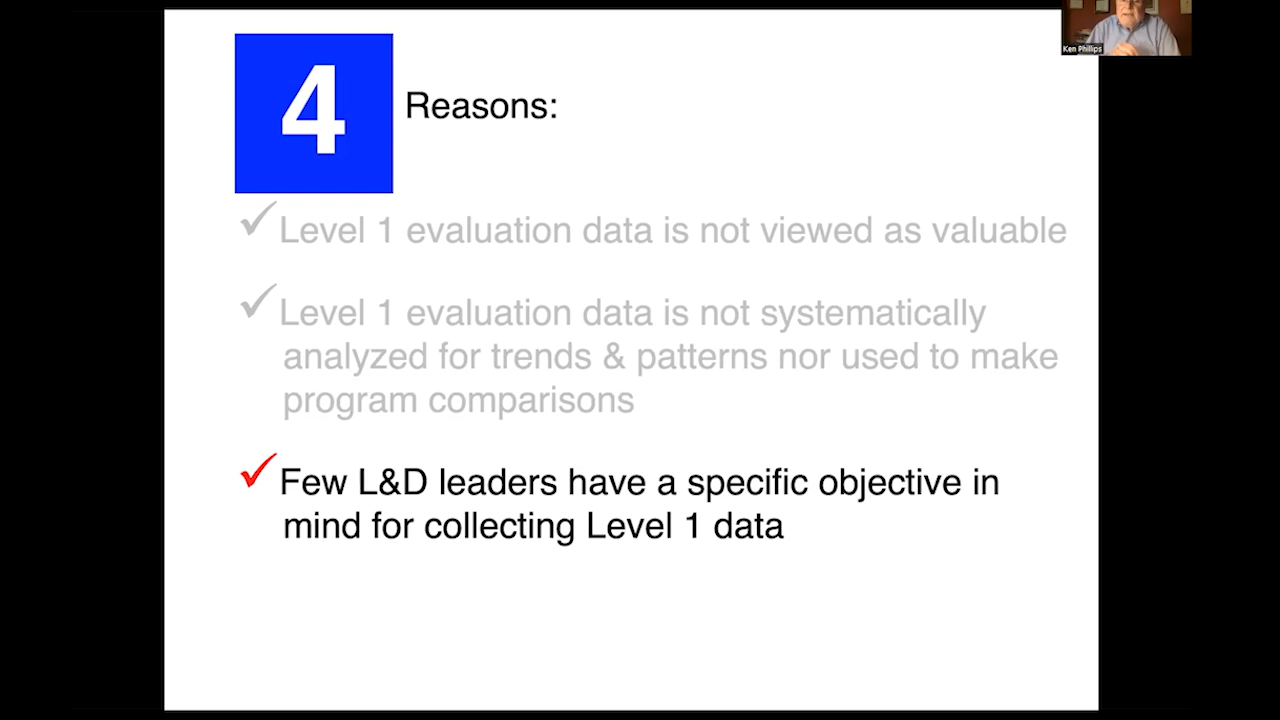 4
Reasons:
✓Level 1 evaluation data is not viewed as valuable
✓Level 1 evaluation data is not systematically
analyzed for trends & patterns nor used to make
program comparisons
✓Few L&D leaders have a specific objective in
mind for collecting Level 1 data
Ken Phillips